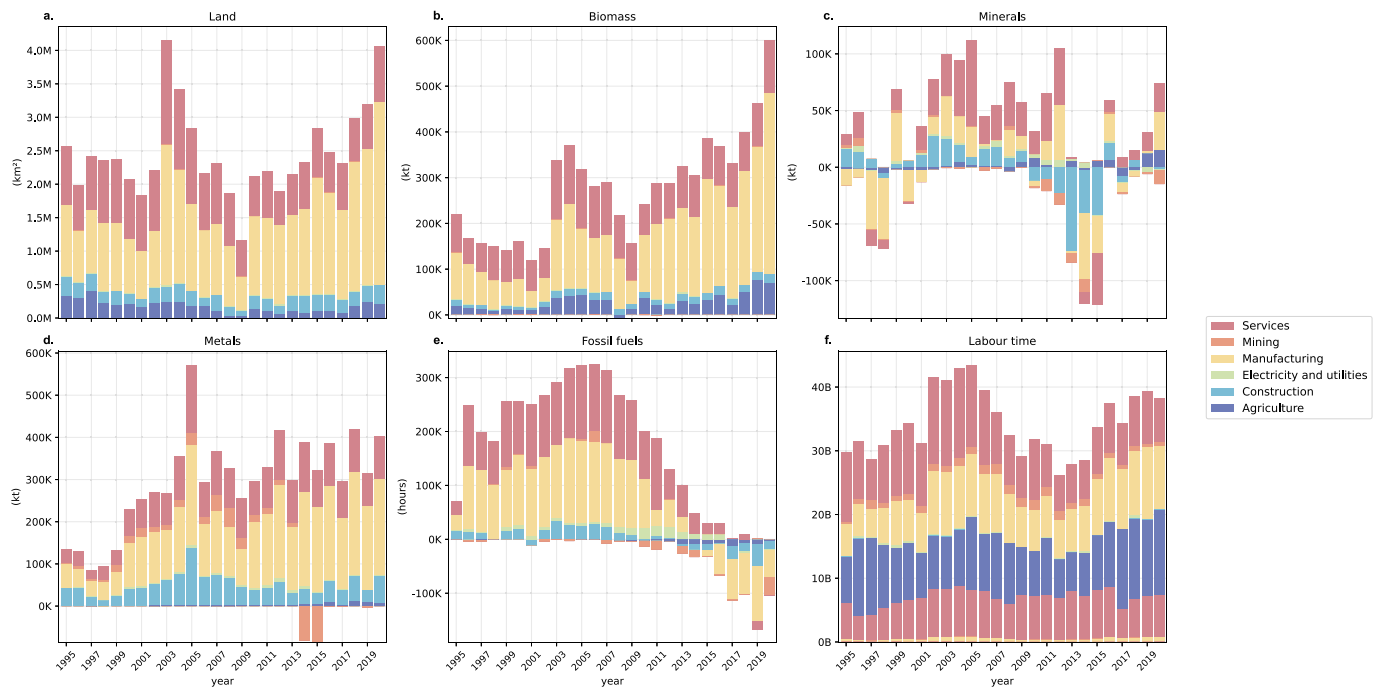 a. Land
4.0M
3.5M
3.0M
2.5M
2.0M
1.5M
1.0M
0.5M
0.0M
(km²)
b. Biomass
600K
500K
400K
300K
200K
100K
0K
(kt)
c. Minerals
100K
50K
0K
-50K
-100K
(kt)
d. Metals
600K
500K
400K
300K
200K
100K
0K
(kt)
1995 1997 1999 2001 2003 2005 2007 2009 2011 2013 2015 2017 2019
year
e. Fossil fuels
300K
200K
100K
0K
-100K
(hours)
1995 1997 1999 2001 2003 2005 2007 2009 2011 2013 2015 2017 2019
year
f. Labour time
40B
30B
20B
10B
0B
1995 1997 1999 2001 2003 2005 2007 2009 2011 2013 2015 2017 2019
year
Services
Mining
Manufacturing
Electricity and utilities
Construction
Agriculture